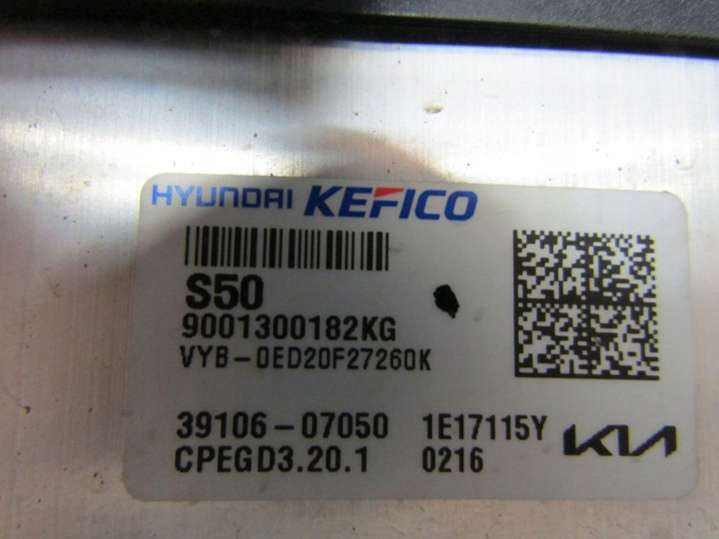 HYUNDAI KEFICO
S50
9001300182KG
VYB-0ED20F27260K
39106-07050 1E17115Y KIA
CPEGD3.20.1 0216